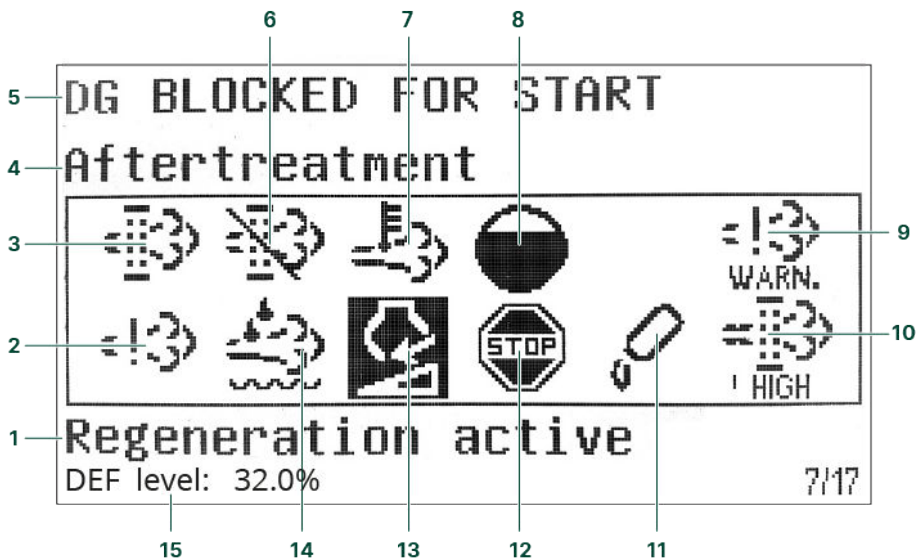 6 7 8
5 DG BLOCKED FOR START
4 Aftertreatment
3 9
WARN.
2 STOP 10
! HIGH
1 Regeneration active
DEF level: 32.0% 7/17
15 14 13 12 11